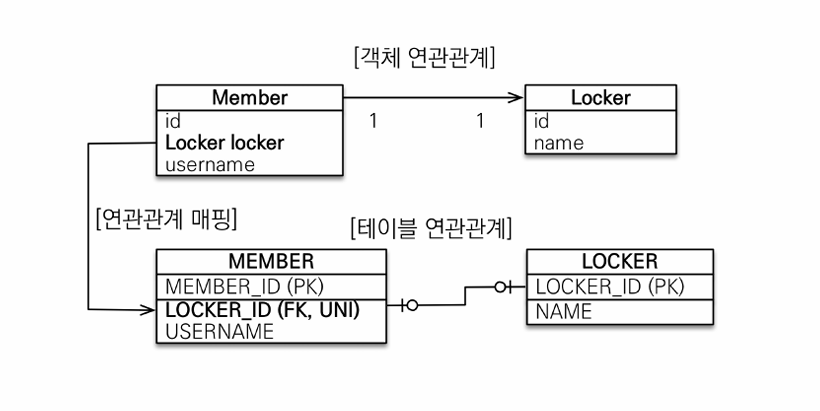 [객체 연관관계]
Member
Locker
id
Locker locker
username
1
1
id
name
[연관관계 매핑]
[테이블 연관관계]
MEMBER
MEMBER_ID (PK)
LOCKER_ID (FK, UNI)
USERNAME
LOCKER
LOCKER_ID (PK)
NAME